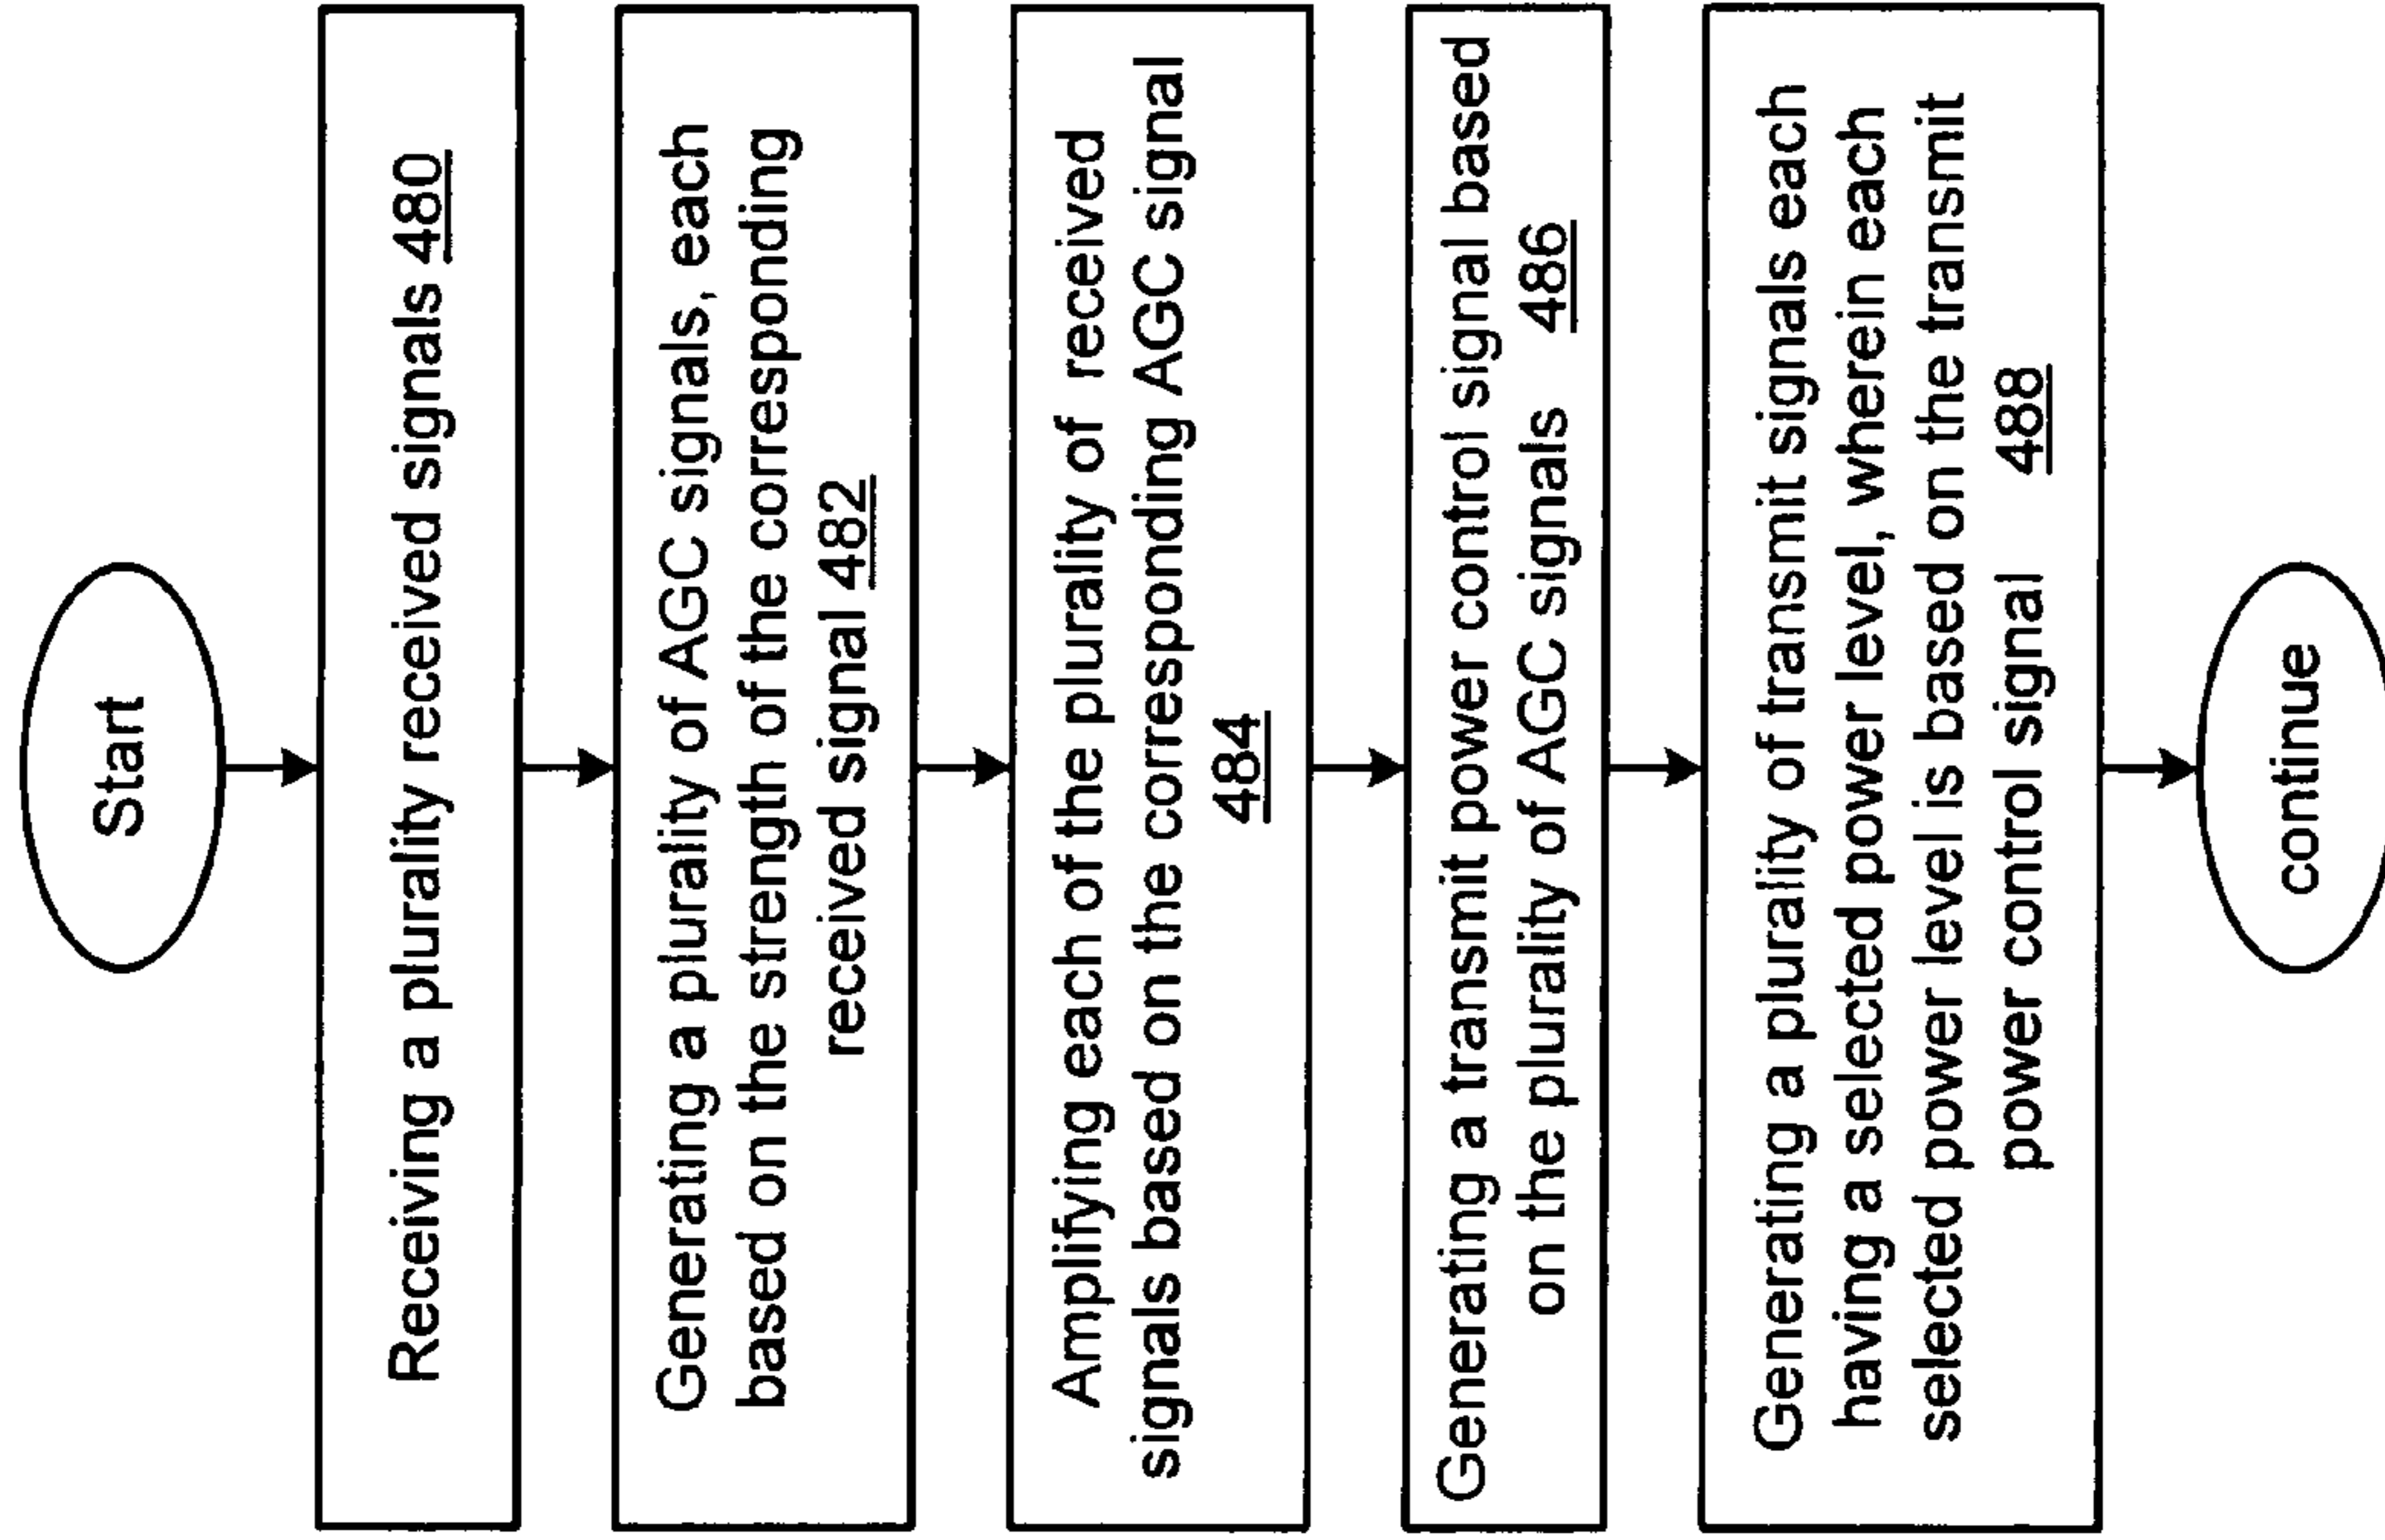 Start
Receiving a plurality received signals 480
Generating a plurality of AGC signals, each
based on the strength of the corresponding
received signal 482
Amplifying each of the plurality of received
signals based on the corresponding AGC signal
484
Generating a transmit power control signal based
on the plurality of AGC signals 486
Generating a plurality of transmit signals each
having a selected power level, wherein each
selected power level is based on the transmit
power control signal 488
continue